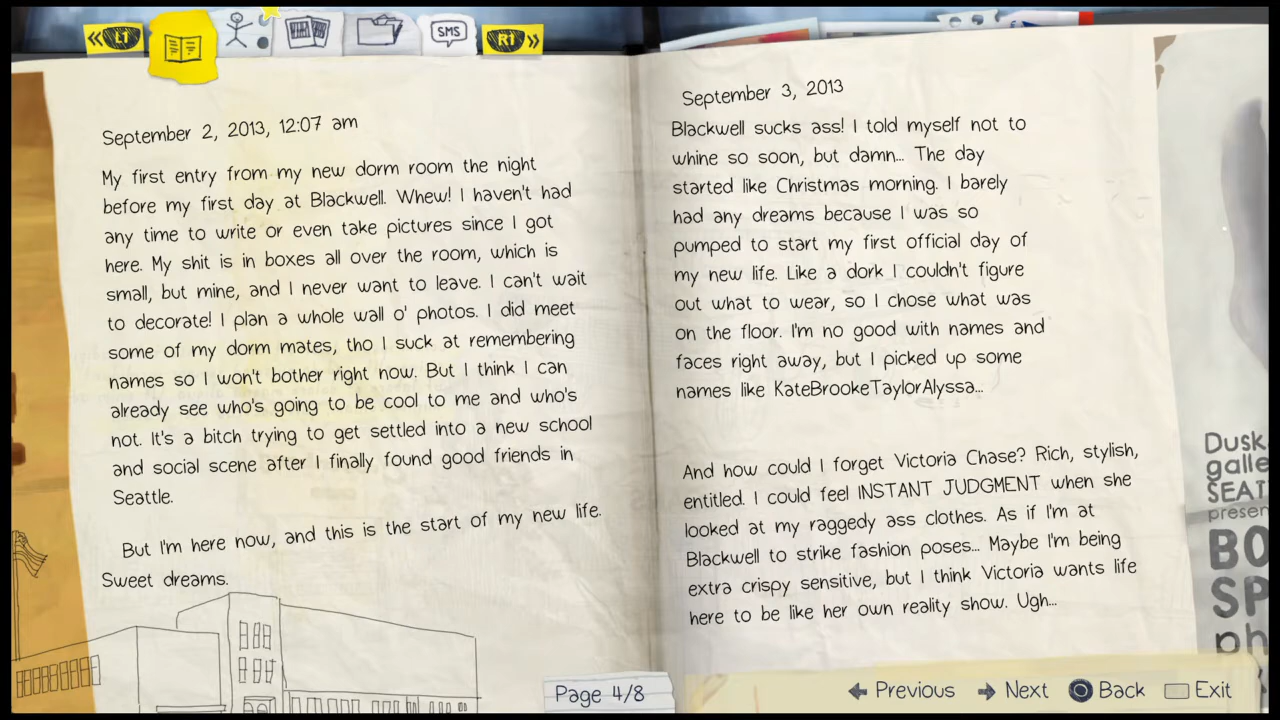 L1
SMS
R1
September 2, 2013, 12:07 am
My first entry from my new dorm room the night
before my first day at Blackwell. Whew! I haven't had
any time to write or even take pictures since I got
here. My shit is in boxes all over the room, which is
small, but mine, and I never want to leave. I can't wait
to decorate! I plan a whole wall o' photos. I did meet
some of my dorm mates, tho I suck at remembering
names so I won't bother right now. But I think I can
already see who's going to be cool to me and who's
not. It's a bitch trying to get settled into a new school
and social scene after I finally found good friends in
Seattle.
But I'm here now, and this is the start of my new life.
Sweet dreams.
September 3, 2013
Blackwell sucks ass! I told myself not to
whine so soon, but damn... The day
started like Christmas morning. I barely
had any dreams because I was so
pumped to start my first official day of
my new life. Like a dork I couldn't figure
out what to wear, so I chose what was
on the floor. I'm no good with names and
faces right away, but I picked up some
names like KateBrookeTaylorAlyssa...
And how could I forget Victoria Chase? Rich, stylish,
entitled. I could feel INSTANT JUDGMENT when she
looked at my raggedy ass clothes. As if I'm at
Blackwell to strike fashion poses... Maybe I'm being
extra crispy sensitive, but I think Victoria wants life
here to be like her own reality show. Ugh...
Dusk
galle
SEAT
presen
BO
SP
ph
Page 4/8
Previous
Next
Back
Exit